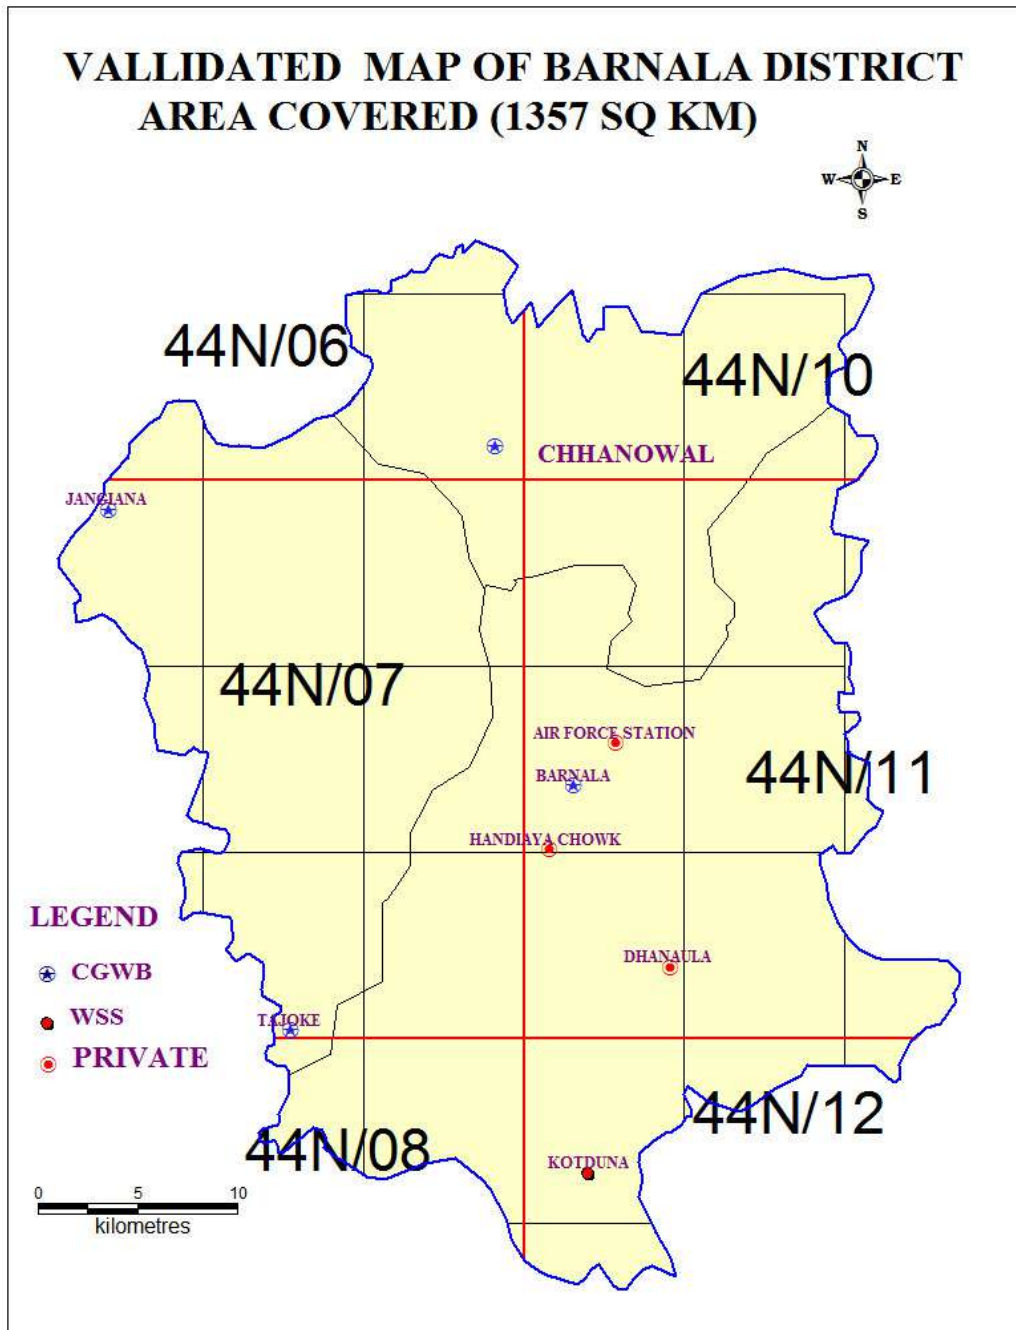 VALLIDATED MAP OF BARNALA DISTRICT
AREA COVERED (1357 SQ KM)
N
W E
S
44N/06
44N/10
CHHANOWAL
JANGIANA
44N/07
AIR FORCE STATION
BARNALA
44N/11
HANDIAYA CHOWK
LEGEND
DHANAULA
CGWB
WSS
TAJOKE
PRIVATE
44N/12
44N/08
KOTDUNA
0 5 10
kilometres